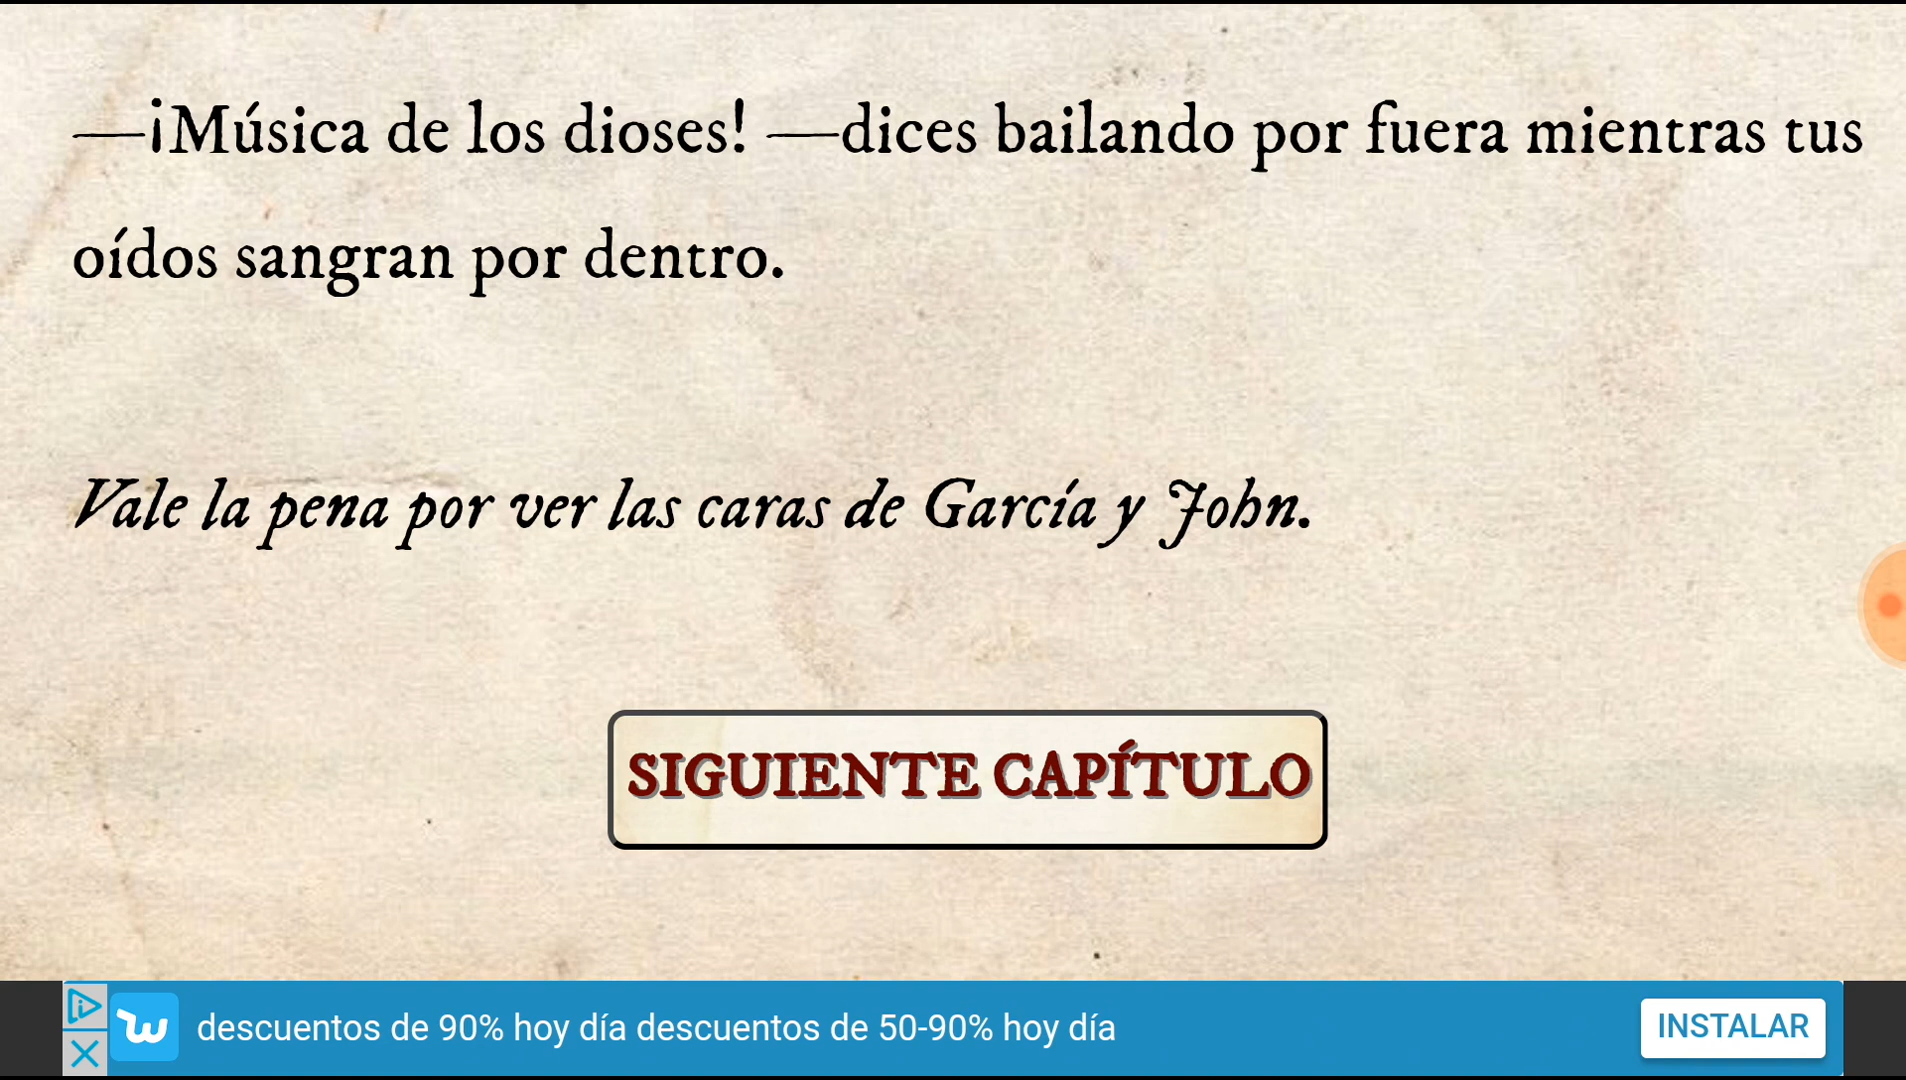 —¡Música de los dioses! —dices bailando por fuera mientras tus
oídos sangran por dentro.
Vale la pena por ver las caras de García y John.
SIGUIENTE CAPÍTULO
descuentos de 90% hoy día descuentos de 50-90% hoy día
INSTALAR